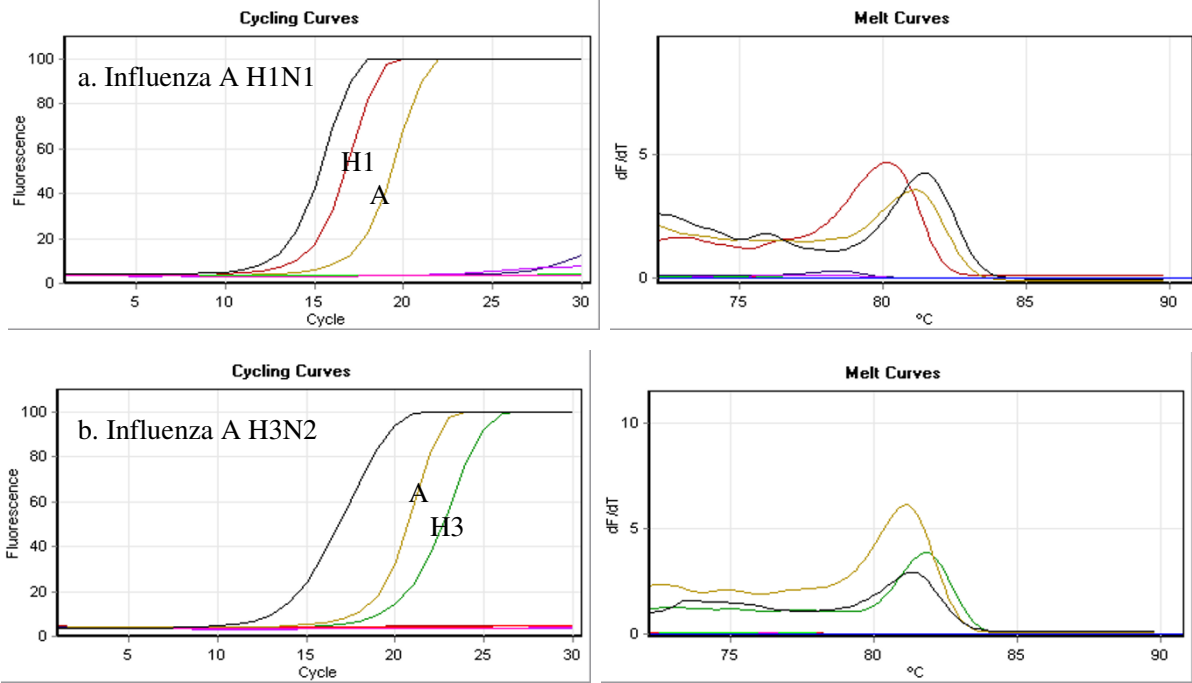 Cycling Curves
100
80
60
40
20
0
Fluorescence
a. Influenza A H1N1
H1
A
5
10
15
20
25
30
Cycle
Melt Curves
5
0
dF/dT
75
80
85
90
°C
Cycling Curves
100
80
60
40
20
0
Fluorescence
b. Influenza A H3N2
A
H3
5
10
15
20
25
30
Cycle
Melt Curves
10
5
0
dF/dT
75
80
85
90
°C